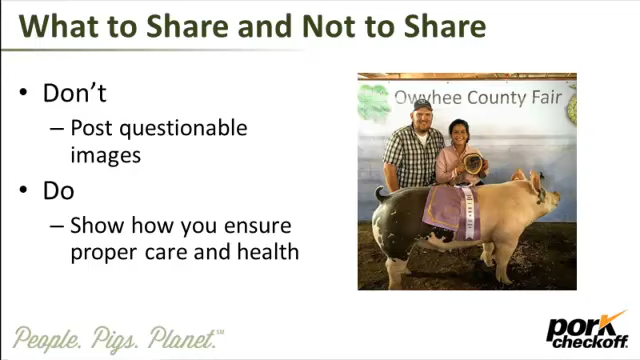 What to Share and Not to Share
• Don't
– Post questionable
images
• Do
– Show how you ensure
proper care and health
Owyhee County Fair
People. Pigs. Planet.℠
pork
checkoff.